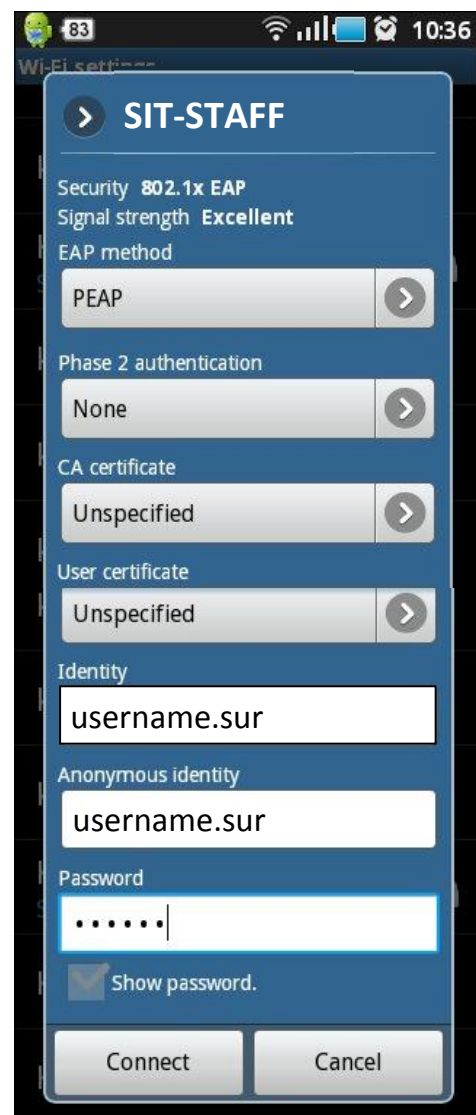 83 10:36
Wi-Fi settings
SIT-STAFF
Security 802.1x EAP
Signal strength Excellent
EAP method
PEAP
Phase 2 authentication
None
CA certificate
Unspecified
User certificate
Unspecified
Identity
username.sur
Anonymous identity
username.sur
Password
••••••
Show password.
Connect Cancel